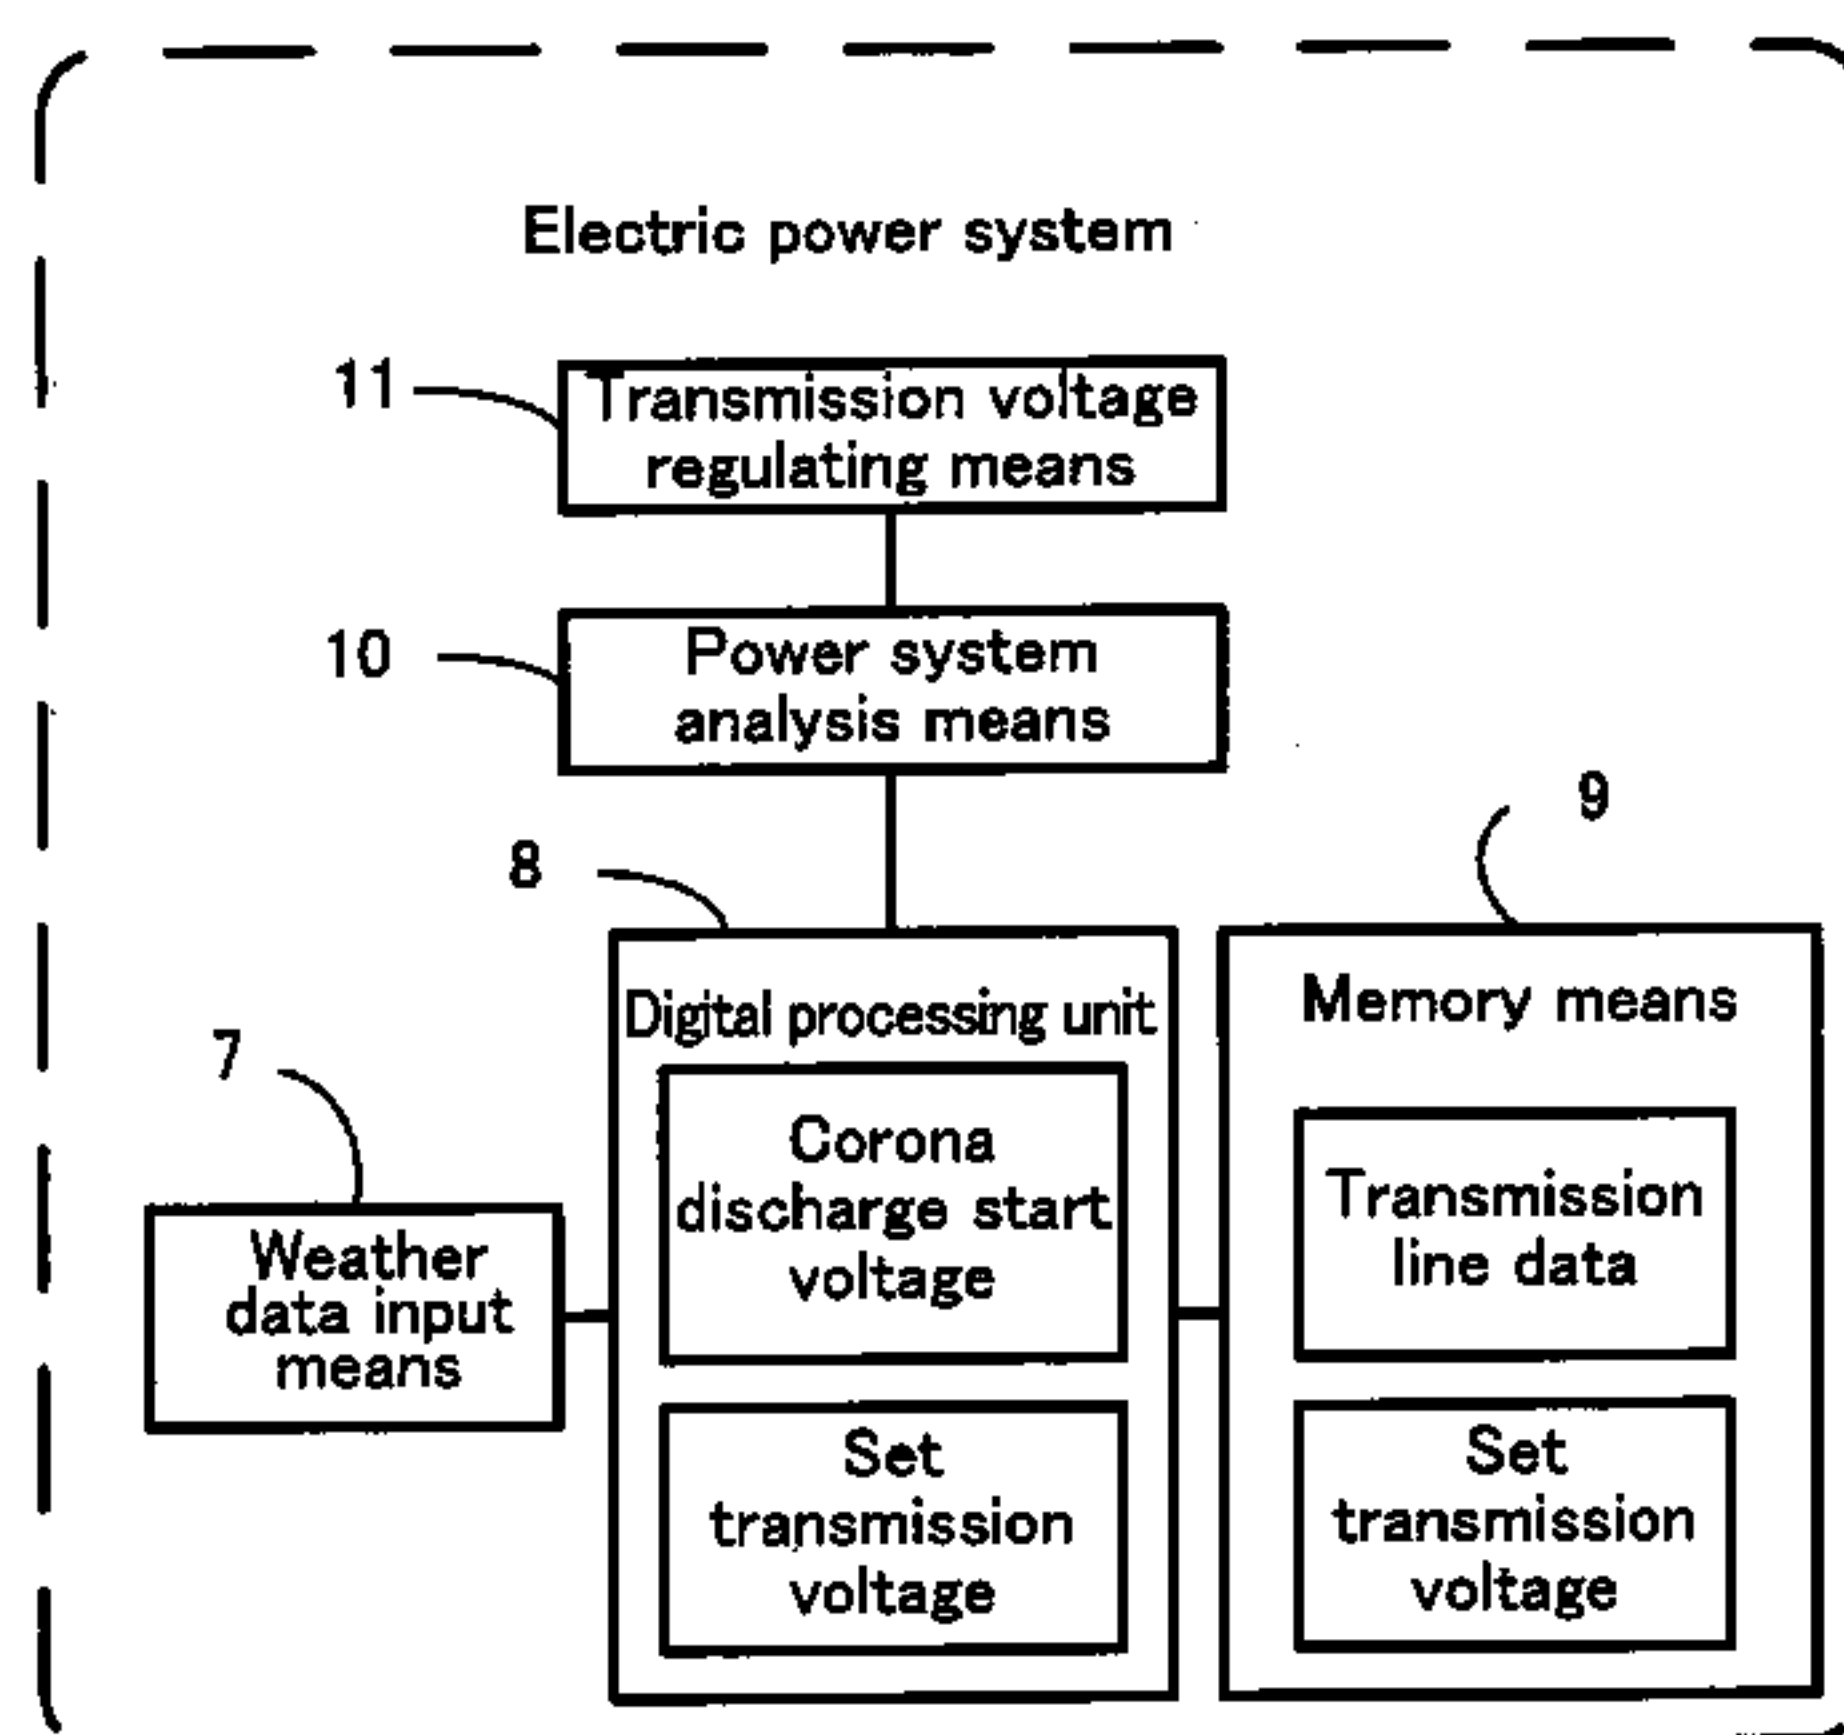 Electric power system
11
Transmission voltage
regulating means
10
Power system
analysis means
9
8
Digital processing unit
Memory means
7
Corona
discharge start
voltage
Transmission
line data
Weather
data input
means
Set
transmission
voltage
Set
transmission
voltage